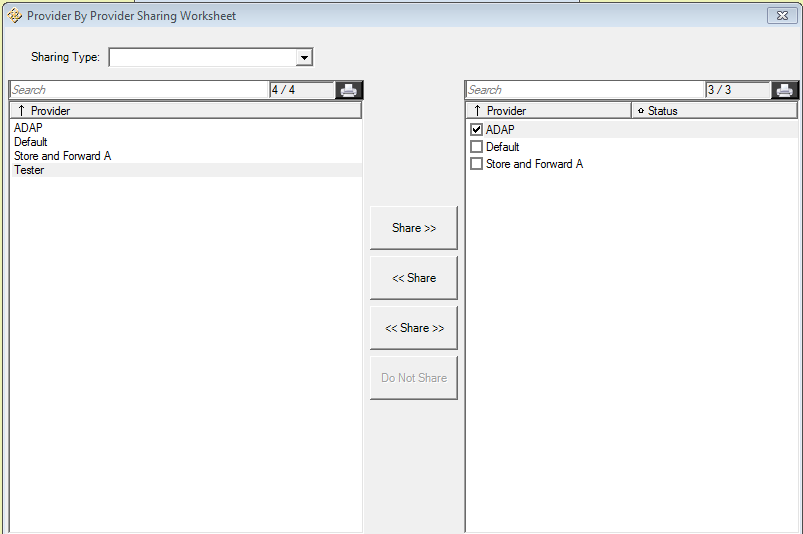 Provider By Provider Sharing Worksheet
Sharing Type:
Search 4 / 4
Provider
ADAP
Default
Store and Forward A
Tester
Share >>
<< Share
<< Share >>
Do Not Share
Search 3 / 3
Provider Status
ADAP
Default
Store and Forward A